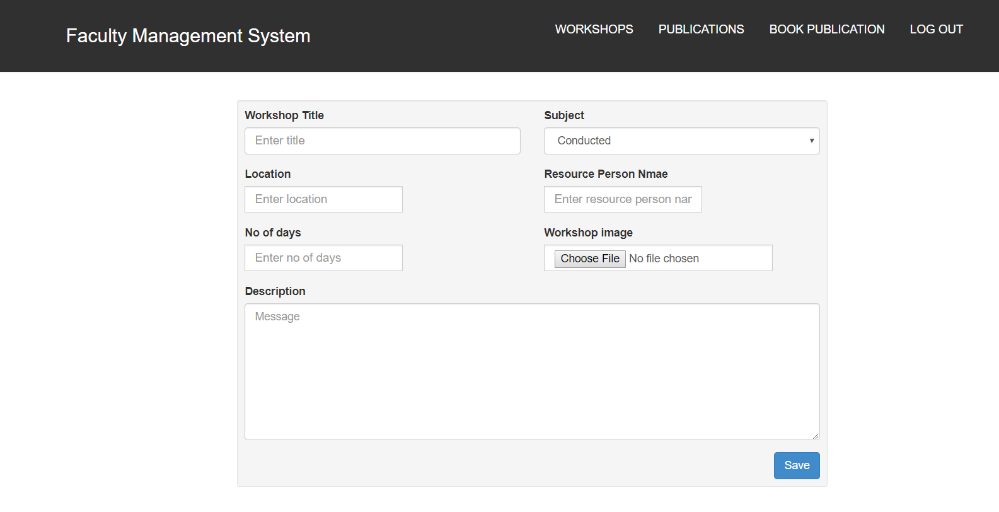 Faculty Management System
WORKSHOPS PUBLICATIONS BOOK PUBLICATION LOG OUT
Workshop Title
Enter title
Subject
Conducted
Location
Enter location
Resource Person Nmae
Enter resource person nar
No of days
Enter no of days
Workshop image
Choose File No file chosen
Description
Message
Save